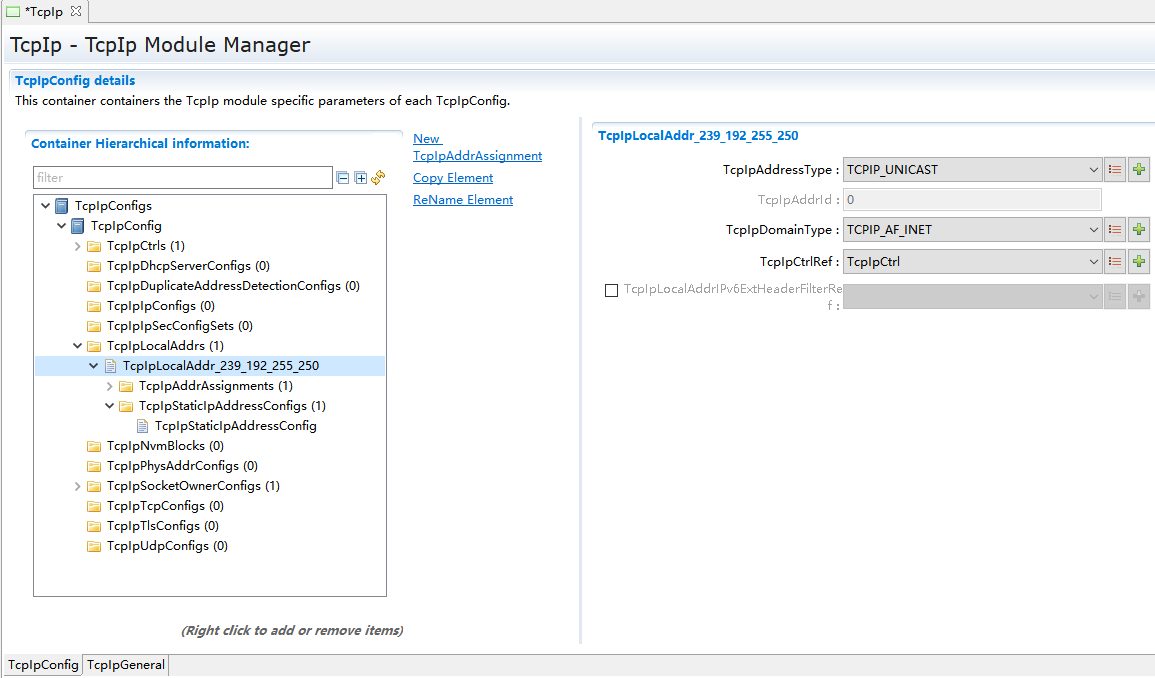 *TcpIp
TcpIp - TcpIp Module Manager
TcpIpConfig details
This container containers the TcpIp module specific parameters of each TcpIpConfig.
Container Hierarchical information:
filter
TcpIpConfigs
TcpIpConfig
TcpIpCtrls (1)
TcpIpDhcpServerConfigs (0)
TcpIpDuplicateAddressDetectionConfigs (0)
TcpIpIpConfigs (0)
TcpIpIpSecConfigSets (0)
TcpIpLocalAddrs (1)
TcpIpLocalAddr_239_192_255_250
TcpIpAddrAssignments (1)
TcpIpStaticIpAddressConfigs (1)
TcpIpStaticIpAddressConfig
TcpIpNvmBlocks (0)
TcpIpPhysAddrConfigs (0)
TcpIpSocketOwnerConfigs (1)
TcpIpTcpConfigs (0)
TcpIpTlsConfigs (0)
TcpIpUdpConfigs (0)
(Right click to add or remove items)
New
TcpIpAddrAssignment
Copy Element
ReName Element
TcpIpLocalAddr_239_192_255_250
TcpIpAddressType : TCPIP_UNICAST
TcpIpAddrId : 0
TcpIpDomainType : TCPIP_AF_INET
TcpIpCtrlRef : TcpIpCtrl
TcpIpLocalAddrIPv6ExtHeaderFilterRe
f :
TcpIpConfig TcpIpGeneral